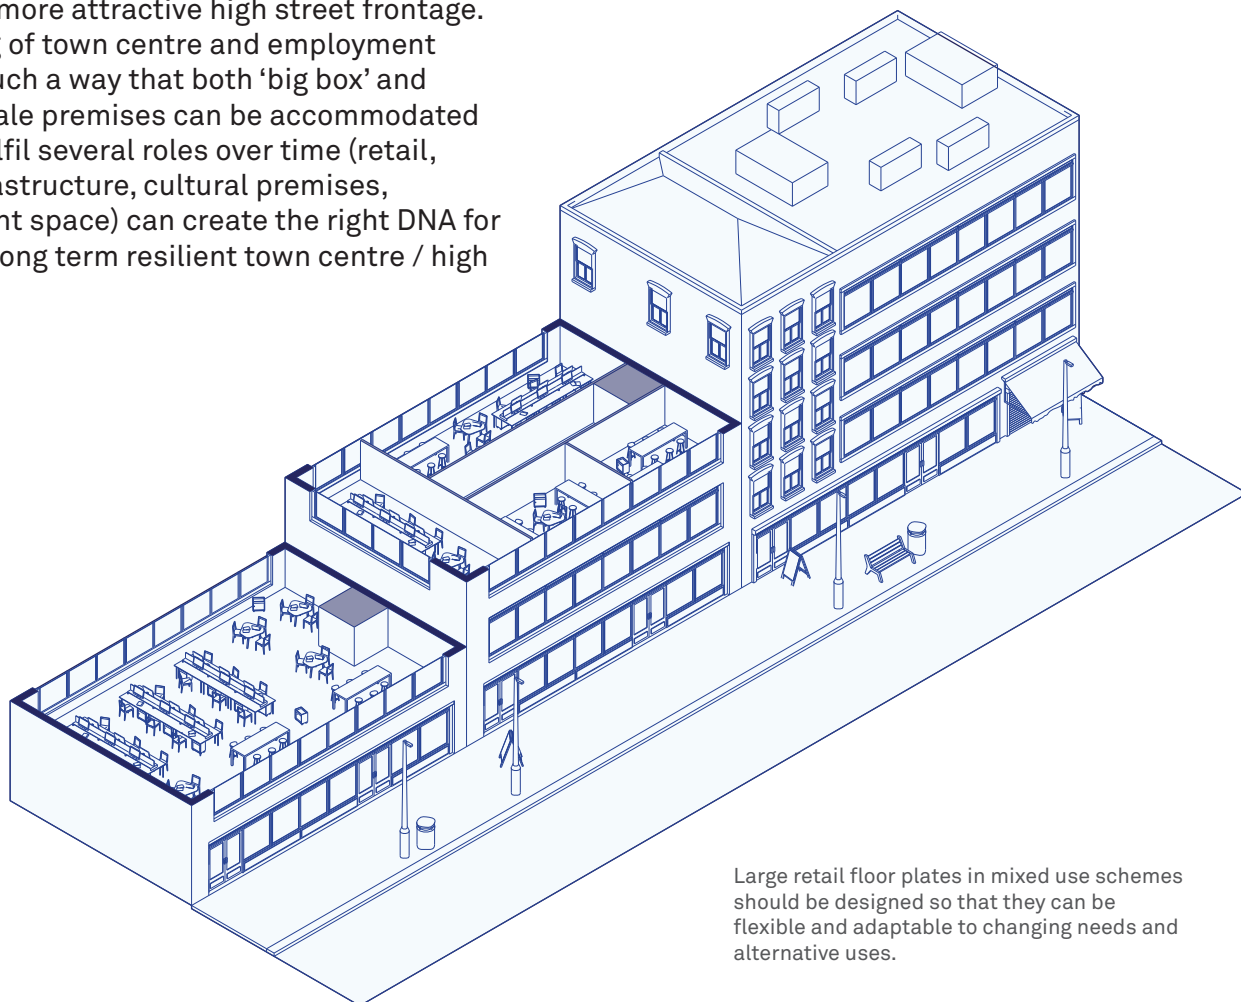 more attractive high street frontage.
g of town centre and employment
uch a way that both ‘big box’ and
ale premises can be accommodated
lfil several roles over time (retail,
astructure, cultural premises,
nt space) can create the right DNA for
ong term resilient town centre / high
Large retail floor plates in mixed use schemes
should be designed so that they can be
flexible and adaptable to changing needs and
alternative uses.